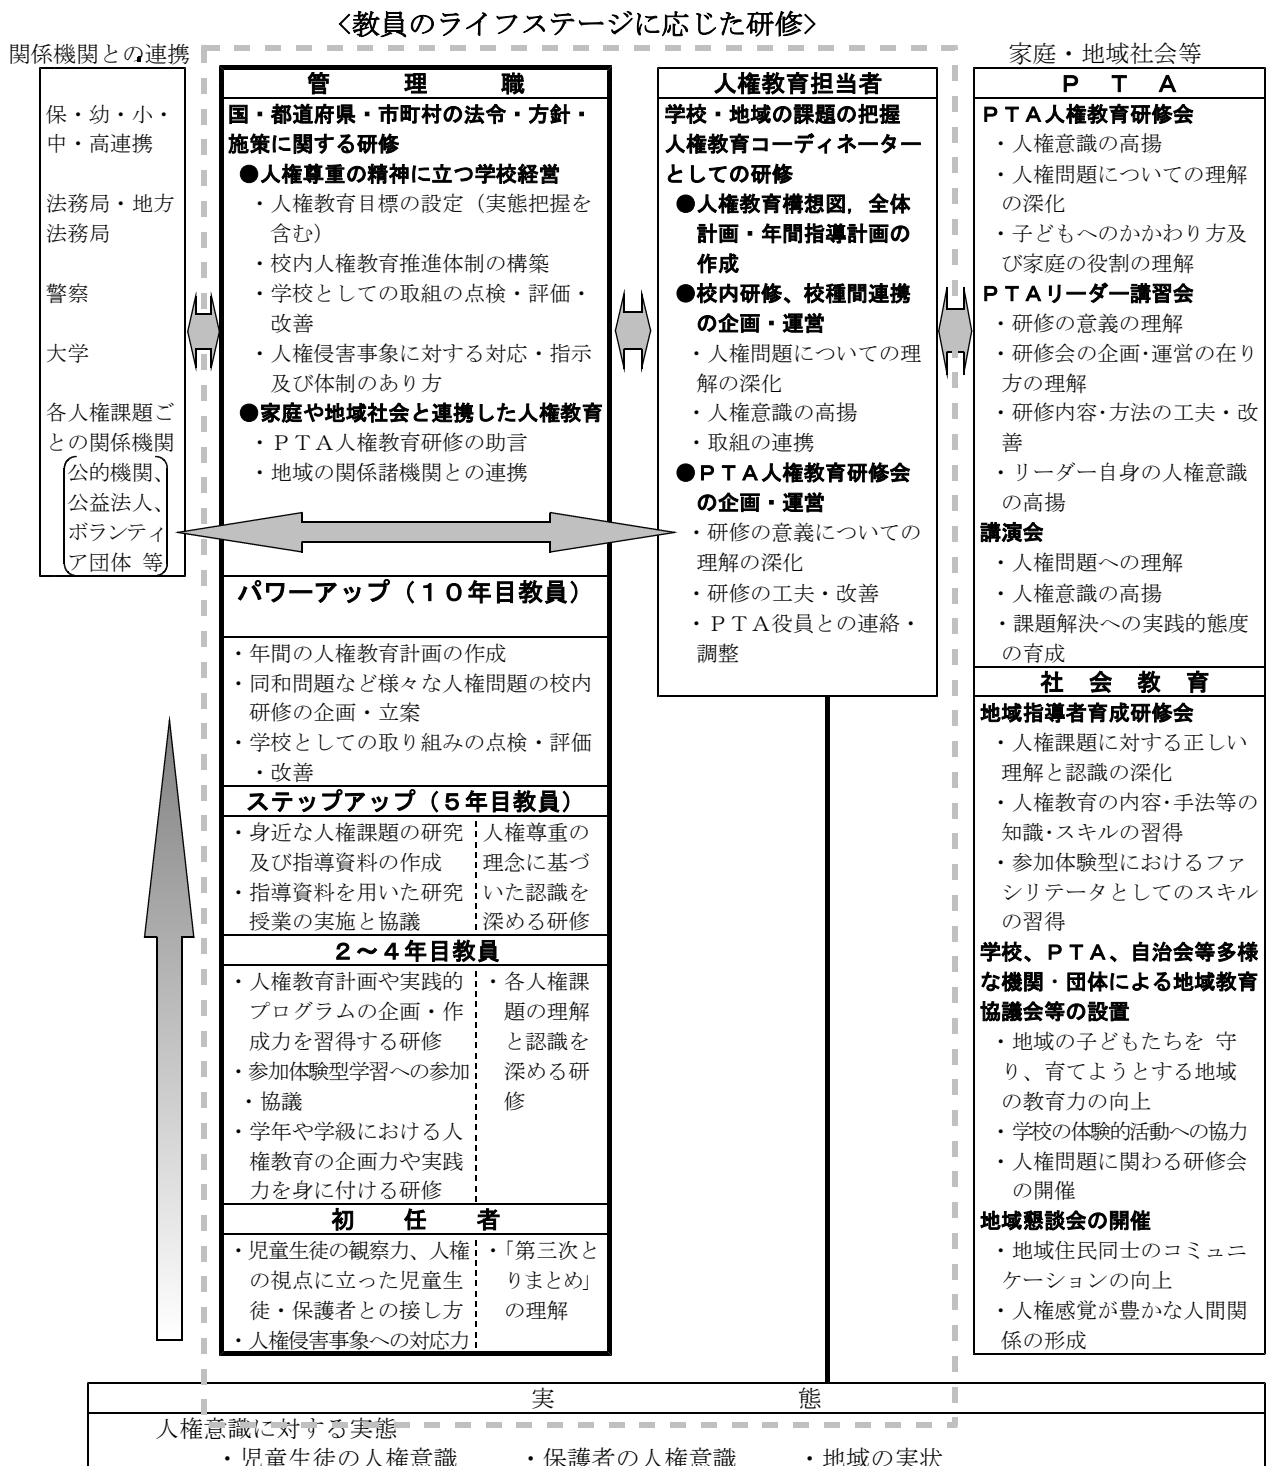 <教員のライフステージに応じた研修>
関係機関との連携
保・幼・小・
中・高連携
法務局・地方
法務局
警察
大学
各人権課題ご
との関係機関
公的機関、
公益法人、
ボランティ
ア団体 等
管 理 職
国・都道府県・市町村の法令・方針・
施策に関する研修
●人権尊重の精神に立つ学校経営
・人権教育目標の設定（実態把握を
含む）
・校内人権教育推進体制の構築
・学校としての取組の点検・評価・
改善
・人権侵害事象に対する対応・指示
及び体制のあり方
●家庭や地域社会と連携した人権教育
・ＰＴＡ人権教育研修の助言
・地域の関係諸機関との連携
パワーアップ（１０年目教員）
・年間の人権教育計画の作成
・同和問題など様々な人権問題の校内
研修の企画・立案
・学校としての取り組みの点検・評価
・改善
ステップアップ（５年目教員）
・身近な人権課題の研究
及び指導資料の作成
・指導資料を用いた研究
授業の実施と協議
人権尊重の
理念に基づ
いた認識を
深める研修
２～４年目教員
・人権教育計画や実践的
プログラムの企画・作
成力を習得する研修
・参加体験型学習への参加
・協議
・学年や学級における人
権教育の企画力や実践
力を身に付ける研修
・各人権課
題の理解
と認識を
深める研
修
初 任 者
・児童生徒の観察力、人権
の視点に立った児童生
徒・保護者との接し方
・人権侵害事象への対応力
・「第三次と
りまとめ」
の理解
人権教育担当者
学校・地域の課題の把握
人権教育コーディネーター
としての研修
●人権教育構想図，全体
計画・年間指導計画の
作成
●校内研修、校種間連携
の企画・運営
・人権問題についての理
解の深化
・人権意識の高揚
・取組の連携
●ＰＴＡ人権教育研修会
の企画・運営
・研修の意義についての
理解の深化
・研修の工夫・改善
・ＰＴＡ役員との連絡・
調整
家庭・地域社会等
Ｐ Ｔ Ａ
ＰＴＡ人権教育研修会
・人権意識の高揚
・人権問題についての理解
の深化
・子どもへのかかわり方及
び家庭の役割の理解
ＰＴＡリーダー講習会
・研修の意義の理解
・研修会の企画・運営の在り
方の理解
・研修内容・方法の工夫・改
善
・リーダー自身の人権意識
の高揚
講演会
・人権問題への理解
・人権意識の高揚
・課題解決への実践的態度
の育成
社 会 教 育
地域指導者育成研修会
・人権課題に対する正しい
理解と認識の深化
・人権教育の内容・手法等の
知識・スキルの習得
・参加体験型におけるファ
シリテータとしてのスキル
の習得
学校、ＰＴＡ、自治会等多様
な機関・団体による地域教育
協議会等の設置
・地域の子どもたちを 守
り、育てようとする地域
の教育力の向上
・学校の体験的活動への協力
・人権問題に関わる研修会
の開催
地域懇談会の開催
・地域住民同士のコミュニ
ケーションの向上
・人権感覚が豊かな人間関
係の形成
実 態
人権意識に対する実態
・児童生徒の人権意識 ・保護者の人権意識 ・地域の実状